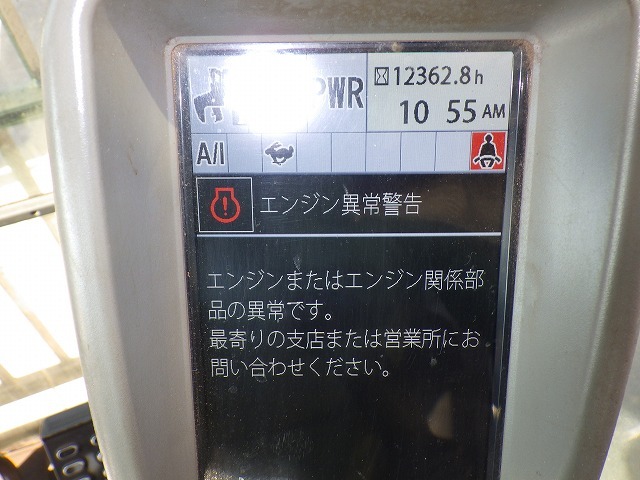 PWR
12362.8h
10 55 AM
A/I
エンジン異常警告
エンジンまたはエンジン関係部
品の異常です。
最寄りの支店または営業所にお
問い合わせください。